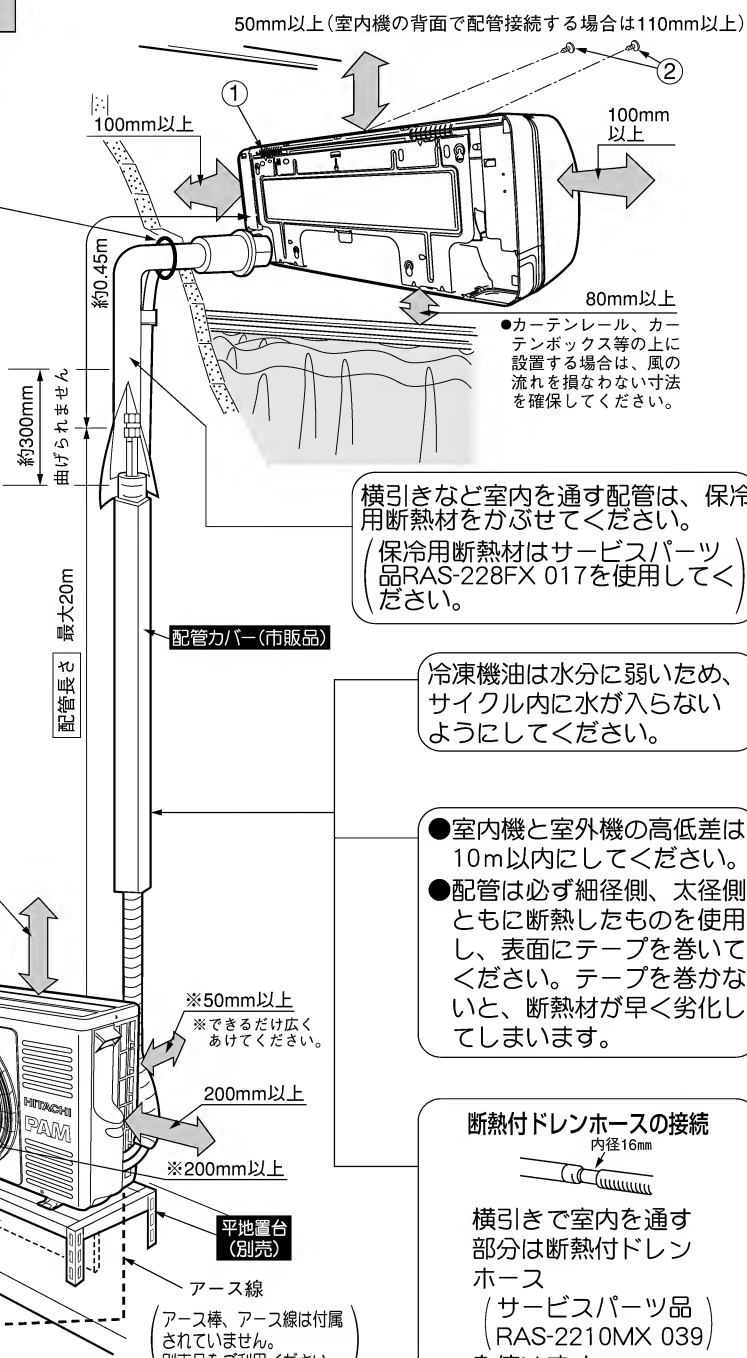 50mm以上(室内機の背面で配管接続する場合は110mm以上)
②
①
100mm以上
100mm
以上
約0.45m
80mm以上
●カーテンレール、カー
テンボックス等の上に
設置する場合は、風の
流れを損なわない寸法
を確保してください。
約300mm
曲げられません
横引きなど室内を通す配管は、保冷
用断熱材をかぶせてください。
(保冷用断熱材はサービスパーツ
品RAS-228FX 017を使用してく
ださい。)
配管長さ 最大20m
配管カバー(市販品)
冷凍機油は水分に弱いため、
サイクル内に水が入らない
ようにしてください。
●室内機と室外機の高低差は
10m以内にしてください。
●配管は必ず細径側、太径側
ともに断熱したものを使用
し、表面にテープを巻いて
ください。テープを巻かな
いと、断熱材が早く劣化し
てしまいます。
※50mm以上
※できるだけ広く
あけてください。
200mm以上
HITACHI
PAM
※200mm以上
平地置台
(別売)
アース線
(アース棒、アース線は付属
されていません。
断熱付ドレンホースの接続
内径16mm
横引きで室内を通す
部分は断熱付ドレン
ホース
(サービスパーツ品
RAS-2210MX 039)